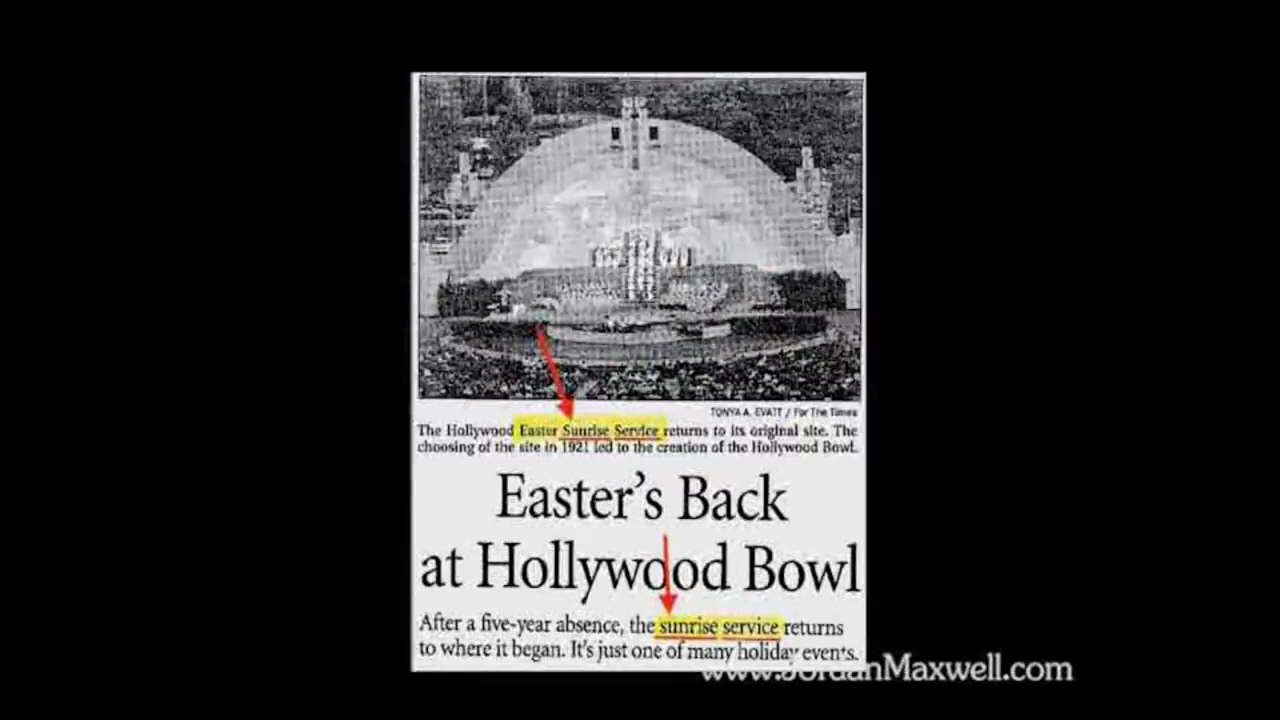 TONYA A. EVATT / For The Times
The Hollywood Easter Sunrise Service returns to its original site. The
choosing of the site in 1921 led to the creation of the Hollywood Bowl.
Easter's Back
at Hollywood Bowl
After a five-year absence, the sunrise service returns
to where it began. It's just one of many holiday events.
www.JordanMaxwell.com